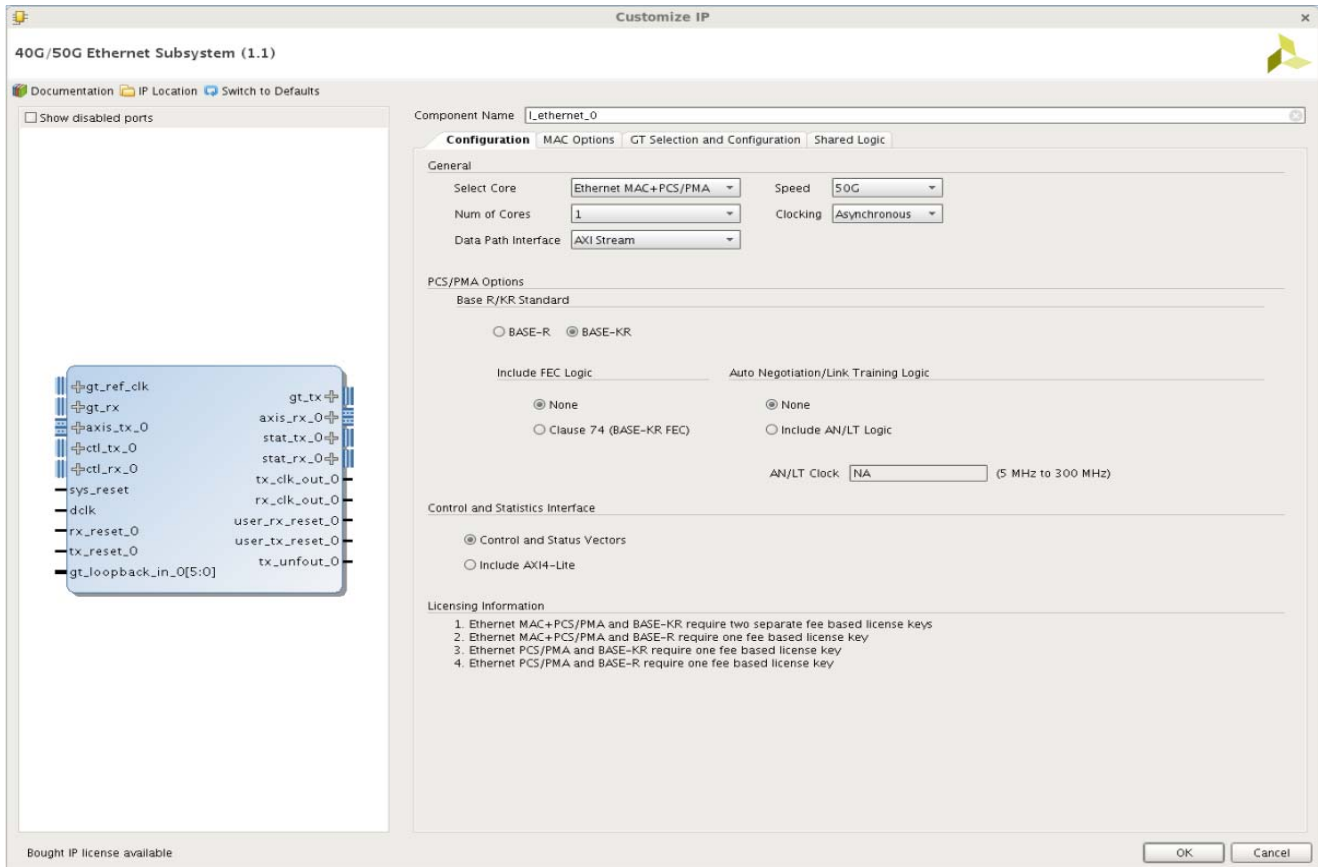 Customize IP
40G/50G Ethernet Subsystem (1.1)
Documentation IP Location Switch to Defaults
Show disabled ports
gt_ref_clk
gt_rx
axis_tx_0
ctl_tx_0
ctl_rx_0
sys_reset
dclk
rx_reset_0
tx_reset_0
gt_loopback_in_0[5:0]
gt_tx
axis_rx_0
stat_tx_0
stat_rx_0
tx_clk_out_0
rx_clk_out_0
user_rx_reset_0
user_tx_reset_0
tx_unfout_0
Component Name l_ethernet_0
Configuration MAC Options GT Selection and Configuration Shared Logic
General
Select Core Ethernet MAC+PCS/PMA Speed 50G
Num of Cores 1 Clocking Asynchronous
Data Path Interface AXI Stream
PCS/PMA Options
Base R/KR Standard
BASE-R BASE-KR
Include FEC Logic Auto Negotiation/Link Training Logic
None None
Clause 74 (BASE-KR FEC) Include AN/LT Logic
AN/LT Clock NA (5 MHz to 300 MHz)
Control and Statistics Interface
Control and Status Vectors
Include AXI4-Lite
Licensing Information
1. Ethernet MAC+PCS/PMA and BASE-KR require two separate fee based license keys
2. Ethernet MAC+PCS/PMA and BASE-R require one fee based license key
3. Ethernet PCS/PMA and BASE-KR require one fee based license key
4. Ethernet PCS/PMA and BASE-R require one fee based license key
Bought IP license available
OK Cancel